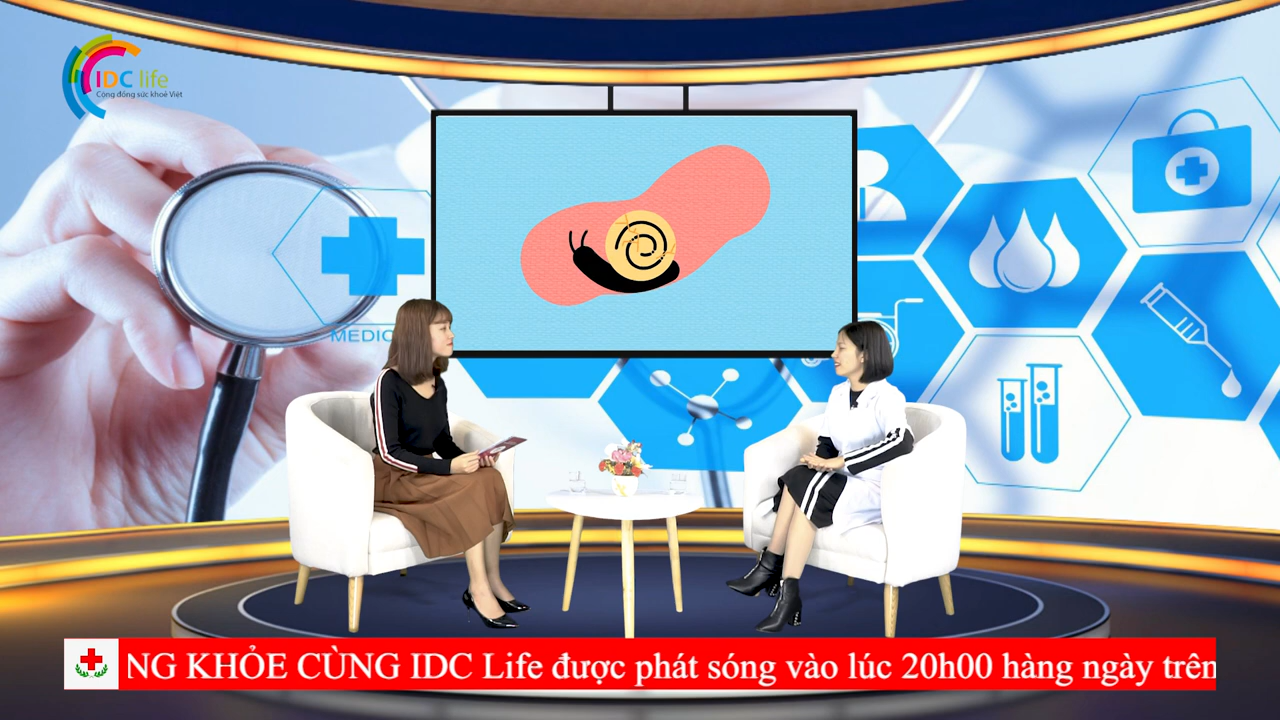 IDC life
Cộng đồng sức khoẻ Việt
MEDIC
NG KHỎE CÙNG IDC Life được phát sóng vào lúc 20h00 hàng ngày trên